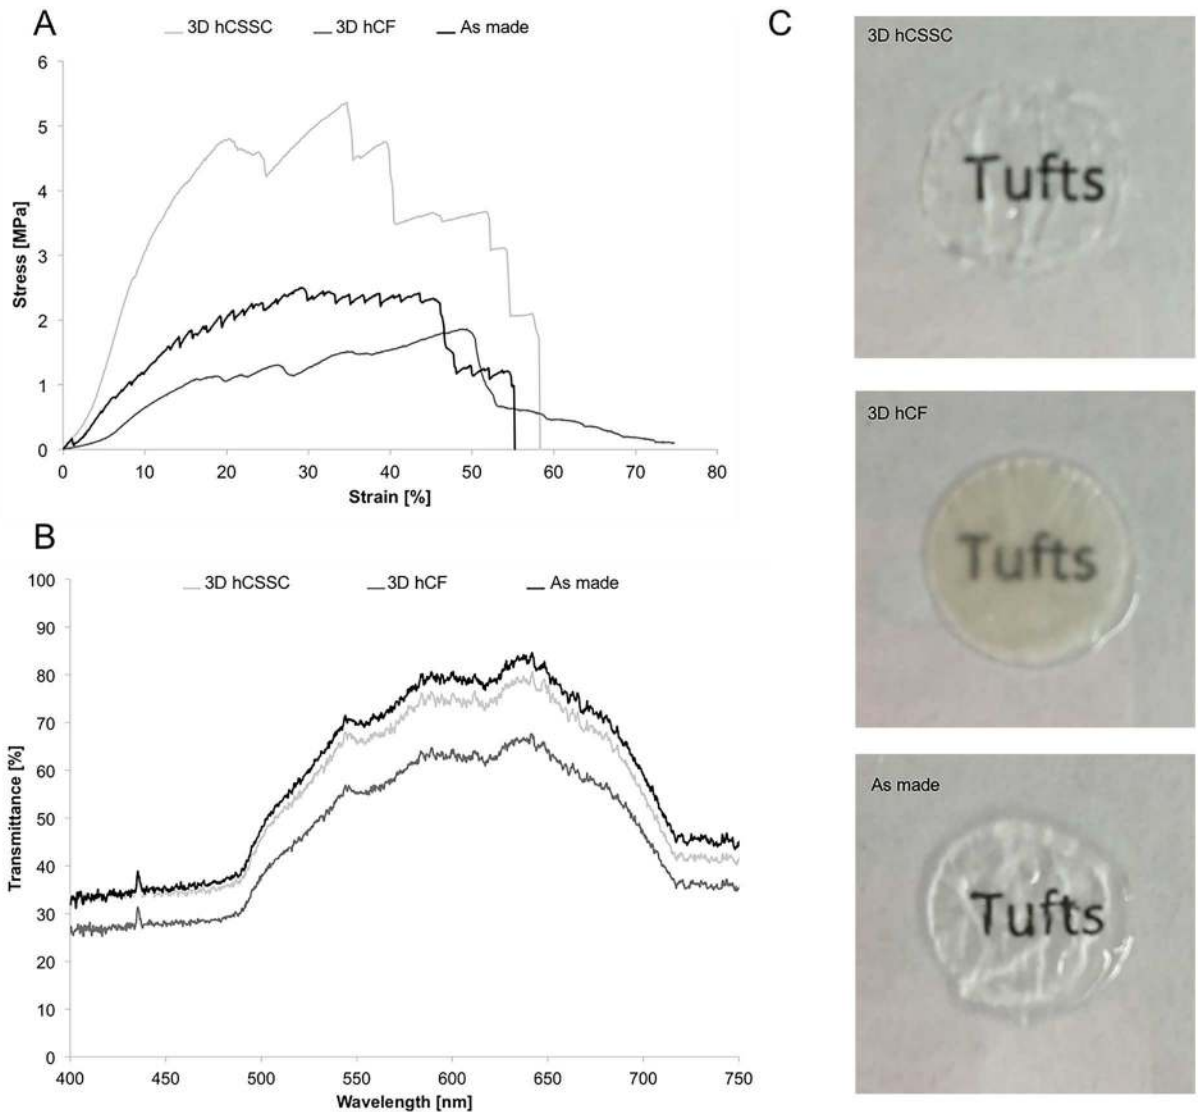 A
3D hCSSC
3D hCF
As made
6
5
4
3
2
1
0
Stress [MPa]
0 10 20 30 40 50 60 70 80
Strain [%]
B
3D hCSSC
3D hCF
As made
100
90
80
70
60
50
40
30
20
10
0
Transmittance [%]
400 450 500 550 600 650 700 750
Wavelength [nm]
C
3D hCSSC
Tufts
3D hCF
Tufts
As made
Tufts